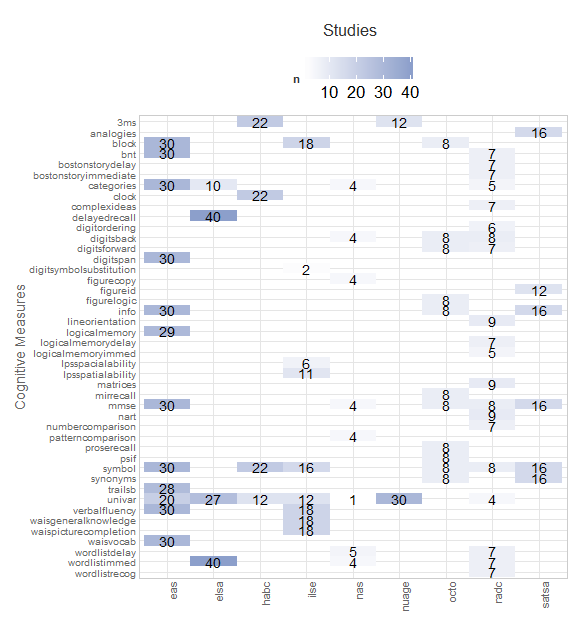 Studies
n
10 20 30 40
Cognitive Measures
3ms 22 12
analogies 16
block 30 18 8
bnt 30 7
bostonstorydelay 7
bostonstoryimmediate 7
categories 30 10 4 5
clock 22
complexideas 7
delayedrecall 40
digitordering 6
digitsback 4 8 8
digitsforward 8 7
digitspan 30
digitsymbolsubstitution 2
figurecopy 4
figureid 12
figurelogic 8
info 30 8 16
lineorientation 9
logicalmemory 29
logicalmemorydelay 7
logicalmemoryimmed 5
lpsspacialability 6
lpsspatialability 11
matrices 9
mirrecall 8
mmse 30 4 8 8 16
nart 9
numbercomparison 7
patterncomparison 4
proserecall 8
psif 8
symbol 30 22 16 8 8 16
synonyms 8 16
trailsb 28
univar 20 27 12 12 1 30 4
verbalfluency 30 18
waisgeneralknowledge 18
waispicturecompletion 18
waisvocab 30
wordlistdelay 5 7
wordlistimmed 40 4 7
wordlistrecog 7
eas elsa habc ilse nas nuage octo radc satsa